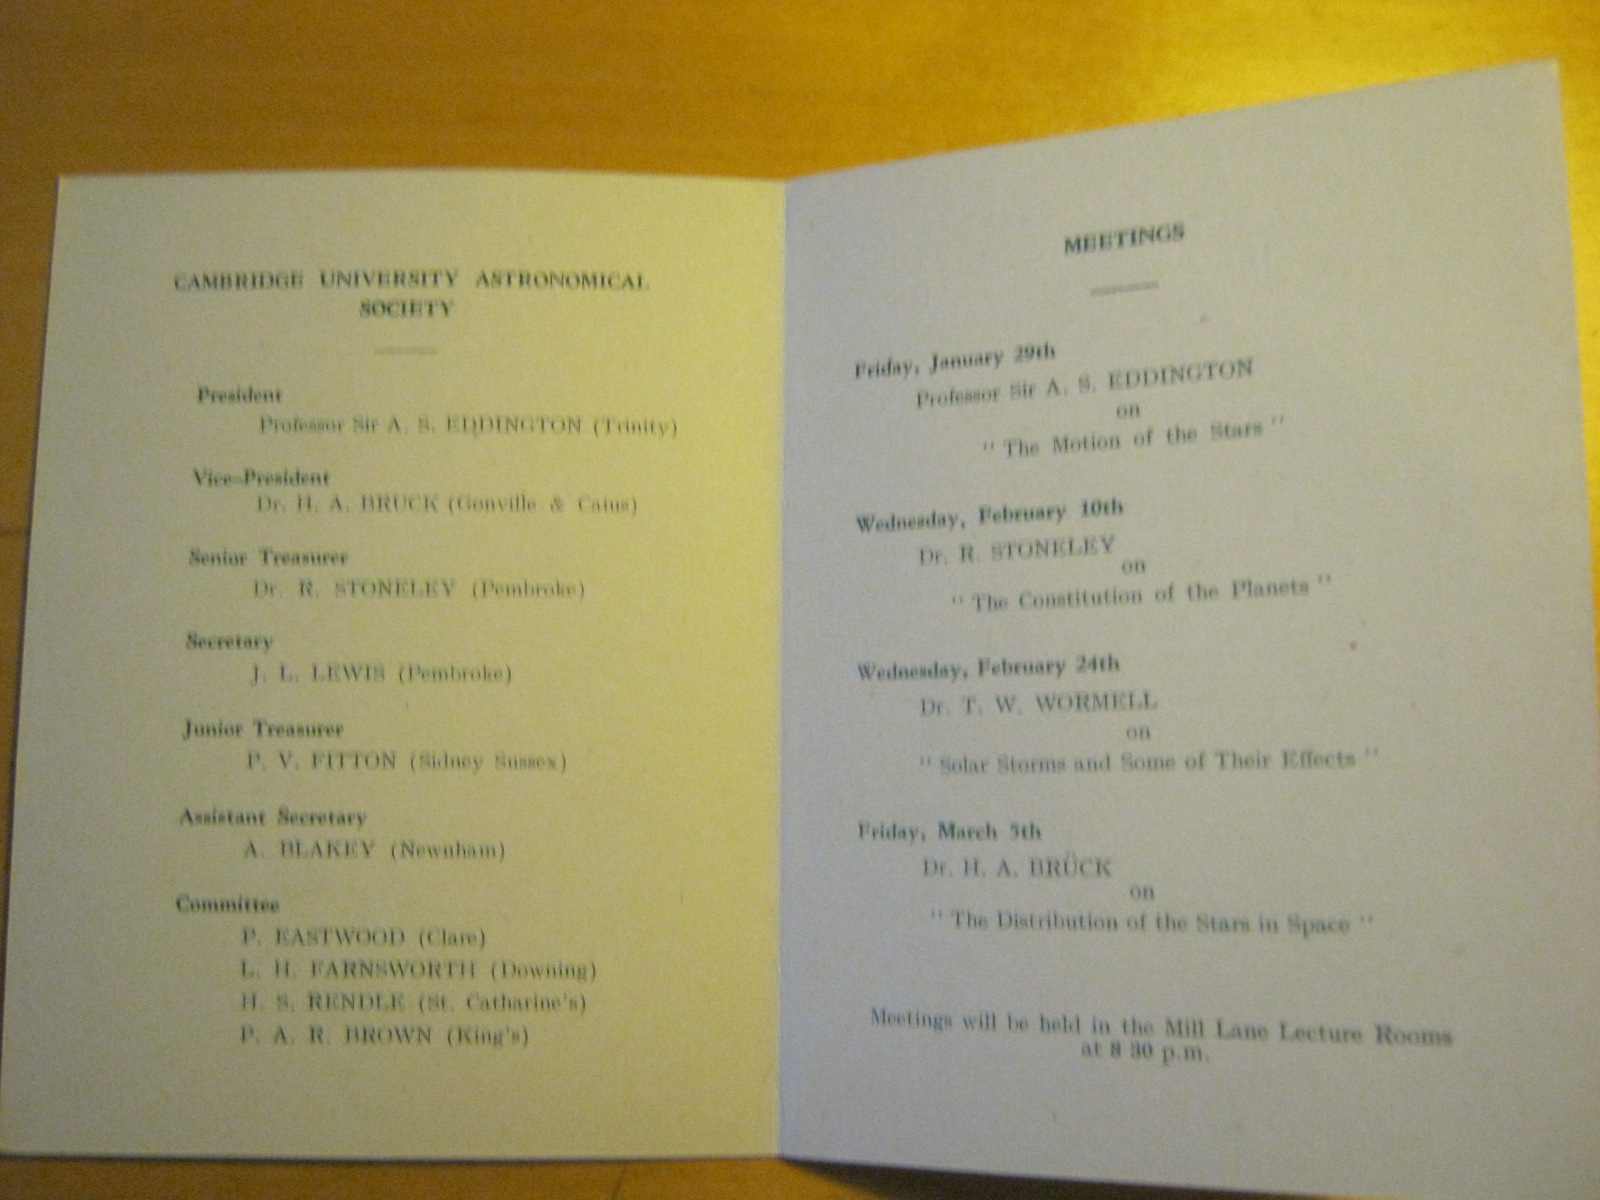 CAMBRIDGE UNIVERSITY ASTRONOMICAL
SOCIETY
President
Professor Sir A. S. EDDINGTON (Trinity)
Vice-President
Dr. H. A. BRUCK (Gonville & Caius)
Senior Treasurer
Dr. R. STONELEY (Pembroke)
Secretary
J. L. LEWIS (Pembroke)
Junior Treasurer
P. V. FITTON (Sidney Sussex)
Assistant Secretary
A. BLAKEY (Newnham)
Committee
P. EASTWOOD (Clare)
L. H. FARNSWORTH (Downing)
H. S. RENDLE (St. Catharine's)
P. A. R. BROWN (King's)
MEETINGS
Friday, January 29th
Professor Sir A. S. EDDINGTON
on
" The Motion of the Stars "
Wednesday, February 10th
Dr. R. STONELEY
on
" The Constitution of the Planets "
Wednesday, February 24th
Dr. T. W. WORMELL
on
" Solar Storms and Some of Their Effects "
Friday, March 5th
Dr. H. A. BRÜCK
on
" The Distribution of the Stars in Space "
Meetings will be held in the Mill Lane Lecture Rooms
at 8 30 p.m.